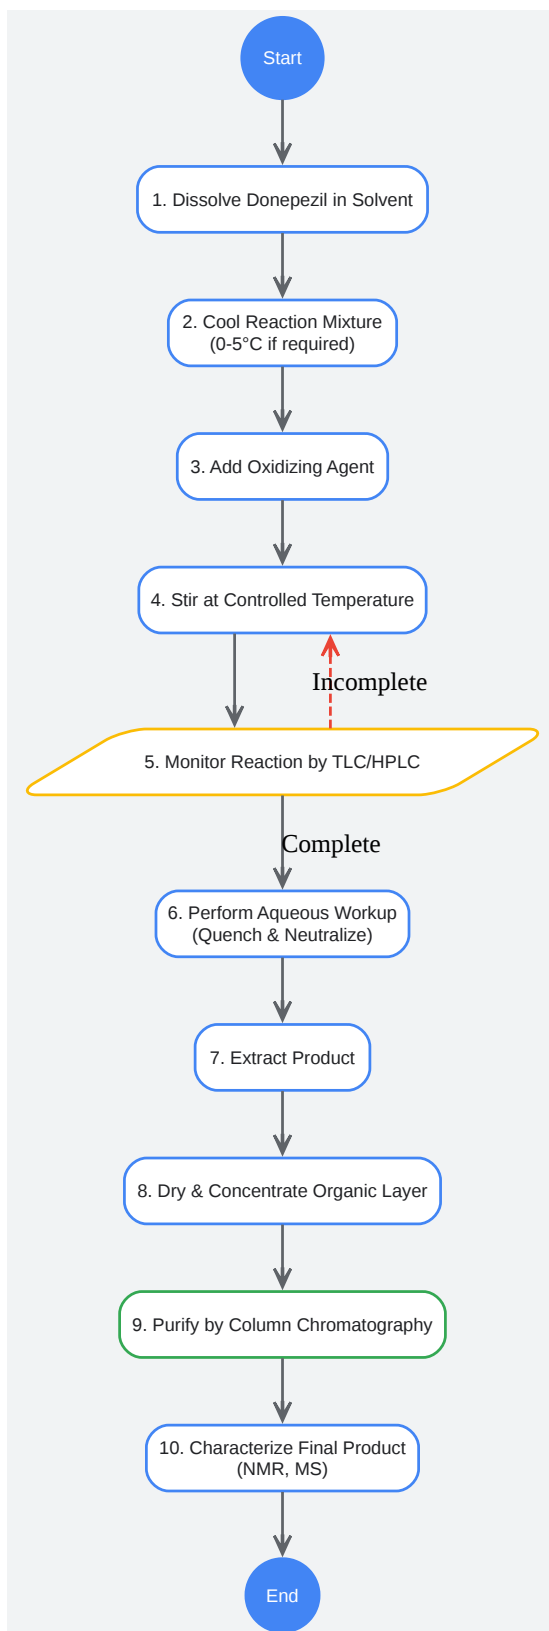 Start
1. Dissolve Donepezil in Solvent
2. Cool Reaction Mixture
(0-5°C if required)
3. Add Oxidizing Agent
4. Stir at Controlled Temperature
Incomplete
5. Monitor Reaction by TLC/HPLC
Complete
6. Perform Aqueous Workup
(Quench & Neutralize)
7. Extract Product
8. Dry & Concentrate Organic Layer
9. Purify by Column Chromatography
10. Characterize Final Product
(NMR, MS)
End